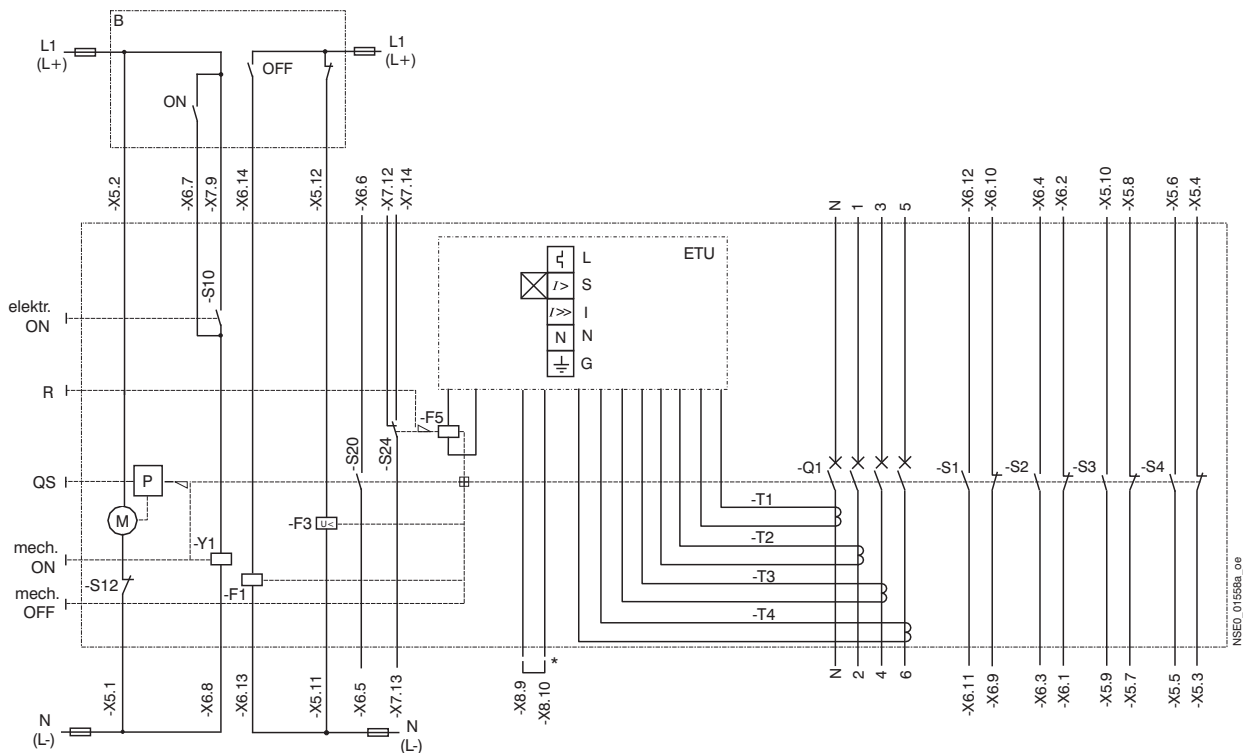 B
L1
(L+)
L1
(L+)
OFF
ON
-X5.2
-X6.7
-X7.9
-X6.14
-X5.12
-X6.6
-X7.12
-X7.14
N
1
3
5
-X6.12
-X6.10
-X6.4
-X6.2
-X5.10
-X5.8
-X5.6
-X5.4
ETU
L
I> S
I>> I
N N
G
-S10
elektr.
ON
R
-F5
-S20
-S24
QS
P
-Q1
-S1
-S2
-S3
-S4
M
-T1
-F3
U<
-T2
mech.
ON
-Y1
-S12
-F1
-T3
mech.
OFF
-T4
NSE0_01558a_oe
-X5.1
-X6.8
-X6.13
-X5.11
-X6.5
-X7.13
-X8.9
-X8.10
*
N
2
4
6
-X6.11
-X6.9
-X6.3
-X6.1
-X5.9
-X5.7
-X5.5
-X5.3
N
(L-)
N
(L-)